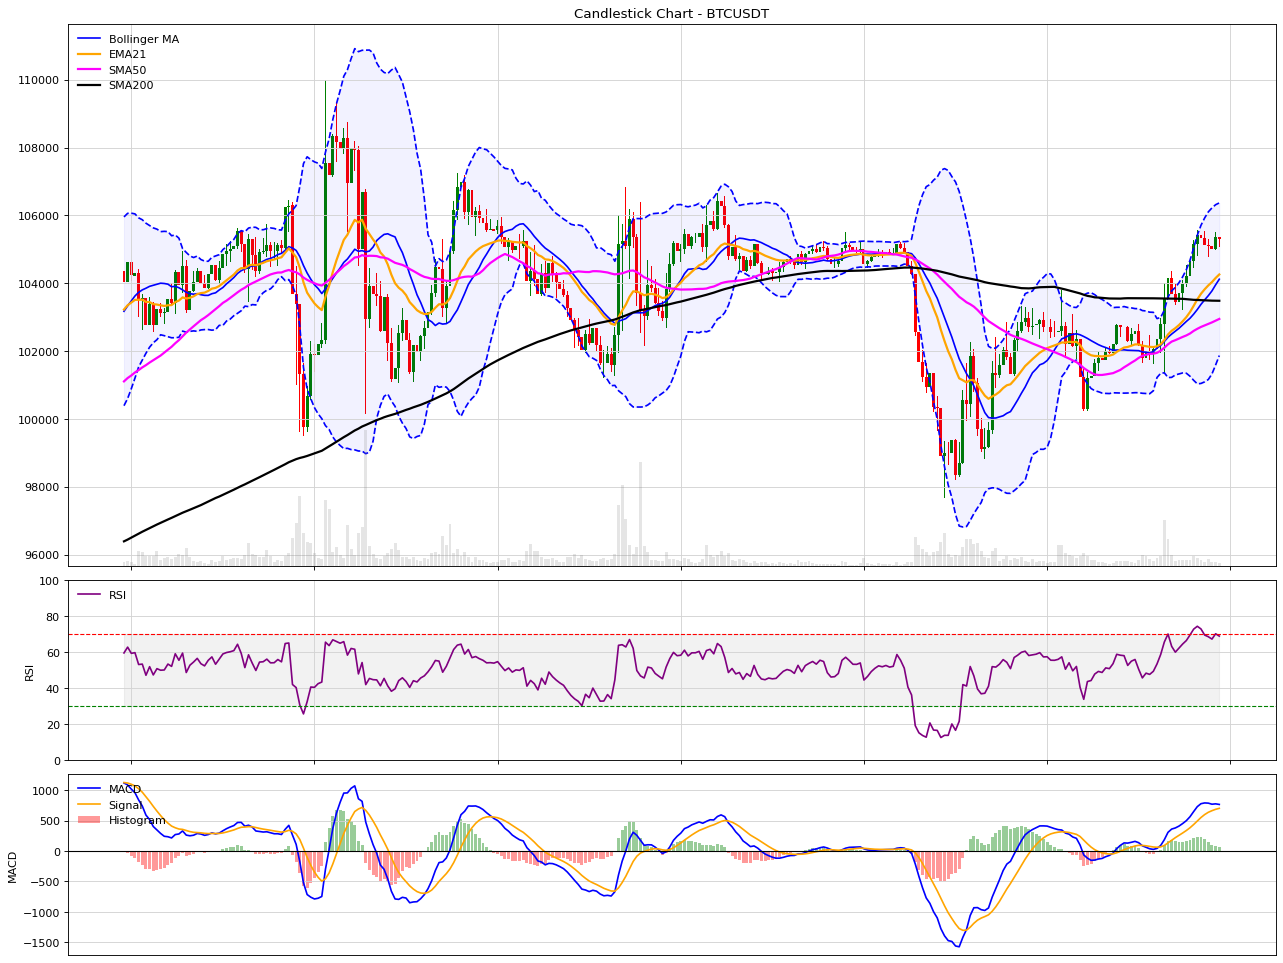 Candlestick Chart - BTCUSDT
Bollinger MA
EMA21
SMA50
SMA200
110000
108000
106000
104000
102000
100000
98000
96000
RSI
RSI
100
80
60
40
20
0
MACD
MACD
Signal
Histogram
1000
500
0
−500
−1000
−1500